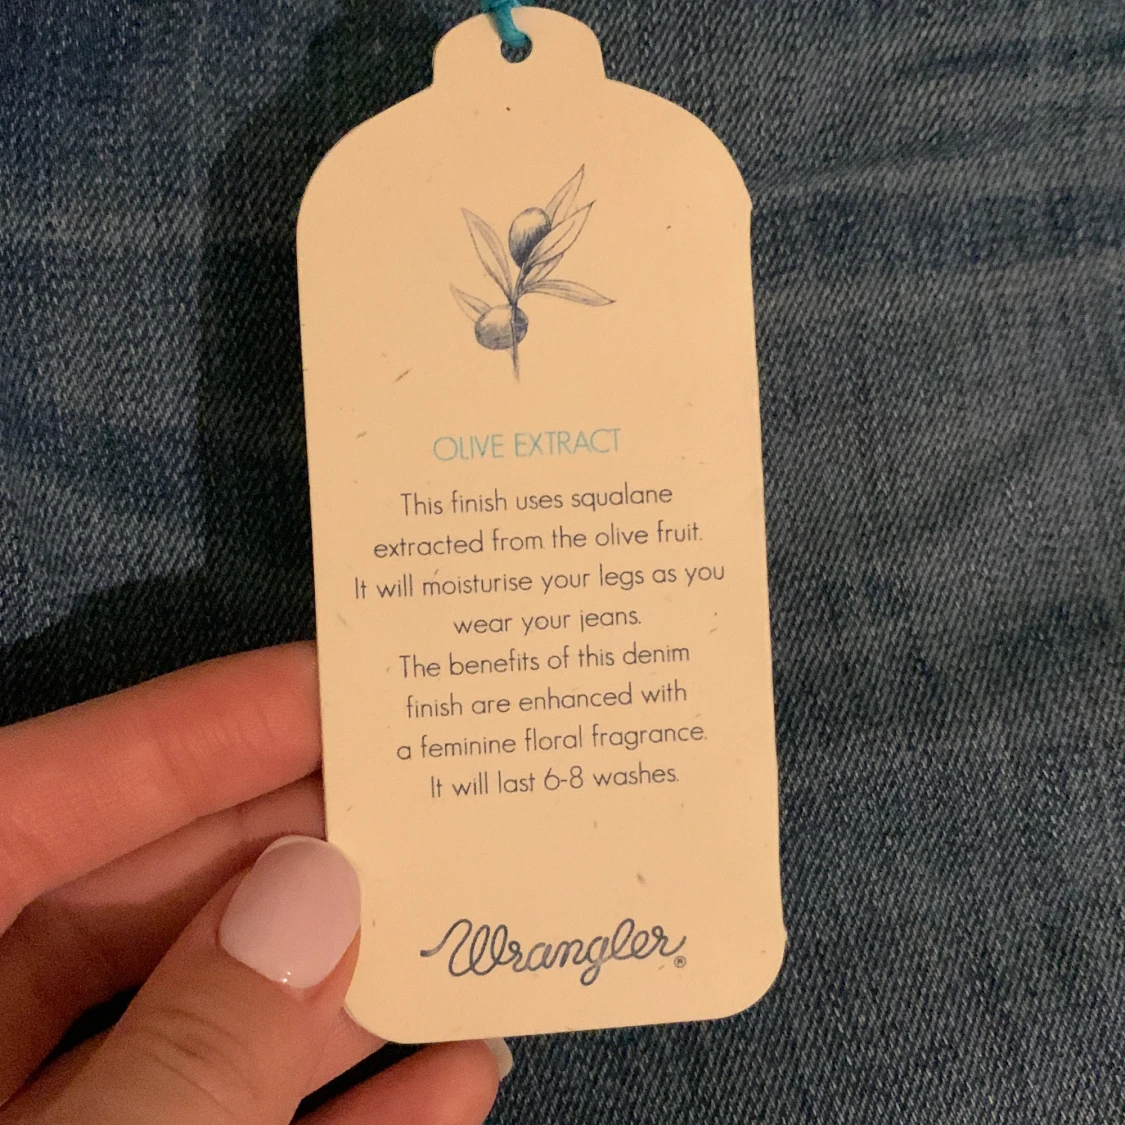 OLIVE EXTRACT
This finish uses squalane
extracted from the olive fruit.
It will moisturise your legs as you
wear your jeans.
The benefits of this denim
finish are enhanced with
a feminine floral fragrance.
It will last 6-8 washes.
Wrangler®